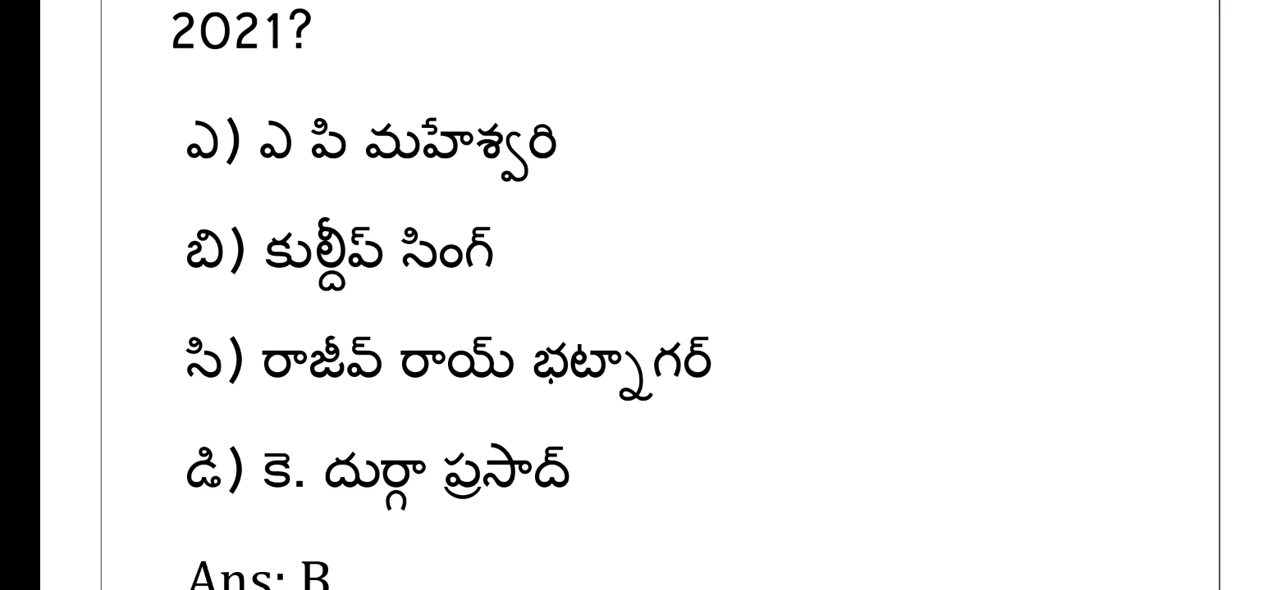 2021?
ఎ) ఎ పి మహేశ్వరి
బి) కుల్దీప్ సింగ్
సి) రాజీవ్ రాయ్ భట్నాగర్
డి) కె. దుర్గా ప్రసాద్
Ans: B